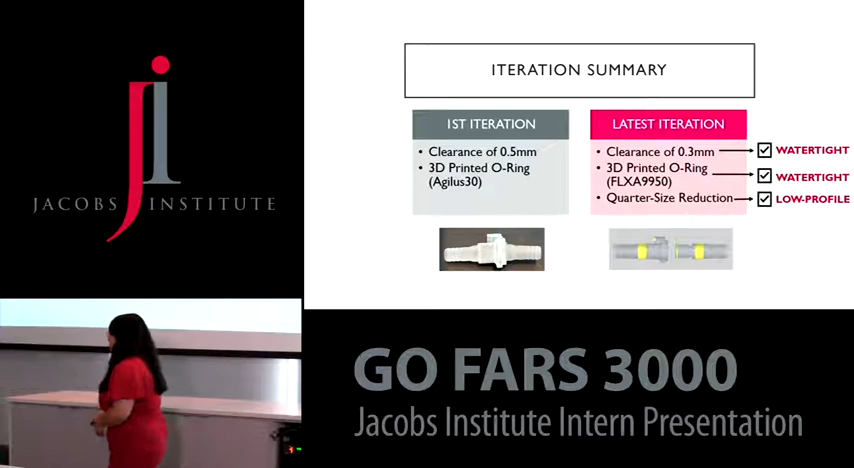 ji
JACOBS INSTITUTE
ITERATION SUMMARY
1ST ITERATION
• Clearance of 0.5mm
• 3D Printed O-Ring
(Agilus30)
LATEST ITERATION
• Clearance of 0.3mm
• 3D Printed O-Ring
(FLXA9950)
• Quarter-Size Reduction
WATERTIGHT
WATERTIGHT
LOW-PROFILE
GO FARS 3000
Jacobs Institute Intern Presentation